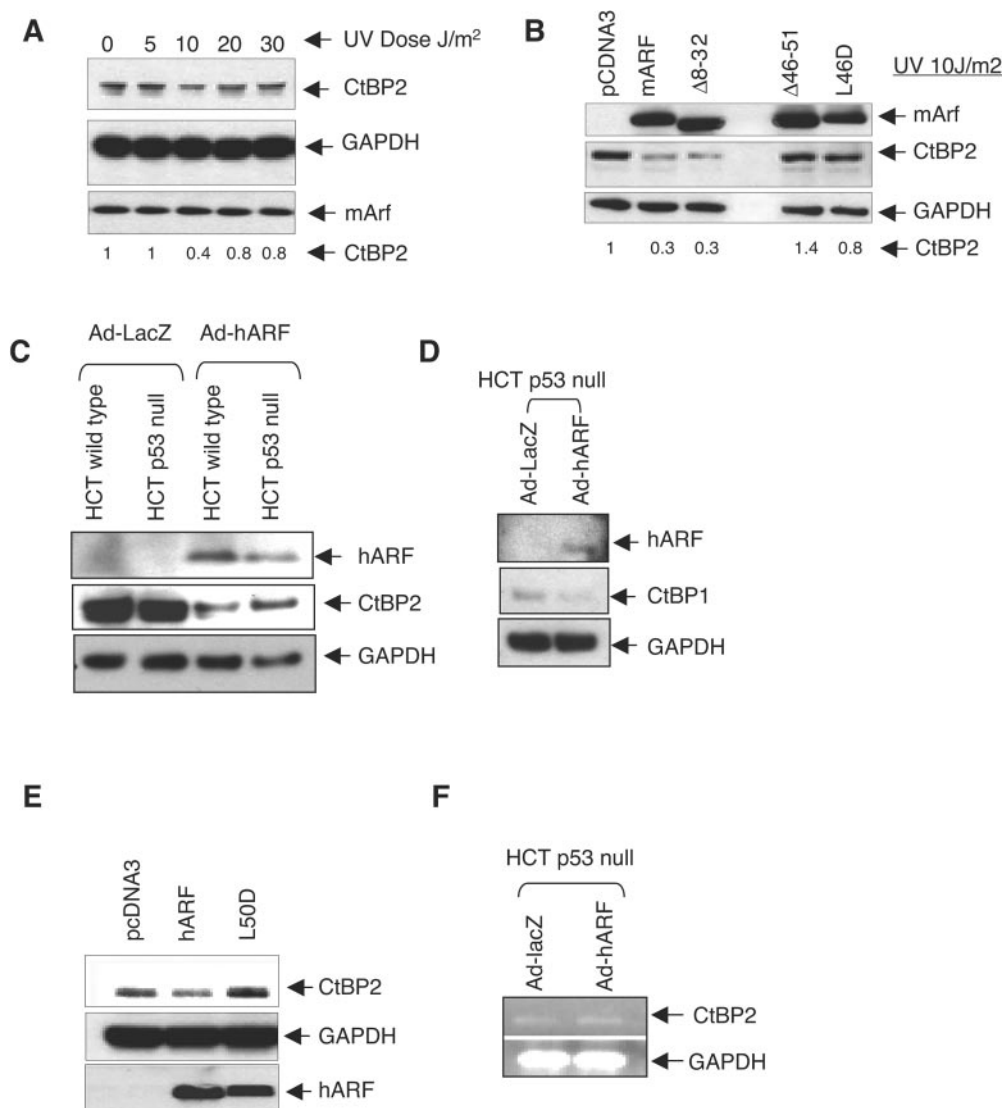 A
0 5 10 20 30 UV Dose J/m²
CtBP2
GAPDH
mArf
1 1 0.4 0.8 0.8 CtBP2
B
pCDNA3 mARF Δ8-32 Δ46-51 L46D UV 10J/m2
mArf
CtBP2
GAPDH
1 0.3 0.3 1.4 0.8 CtBP2
C
Ad-LacZ Ad-hARF
HCT wild type HCT p53 null HCT wild type HCT p53 null
hARF
CtBP2
GAPDH
D
HCT p53 null
Ad-LacZ Ad-hARF
hARF
CtBP1
GAPDH
E
pcDNA3 hARF L50D
CtBP2
GAPDH
hARF
F
HCT p53 null
Ad-lacZ Ad-hARF
CtBP2
GAPDH